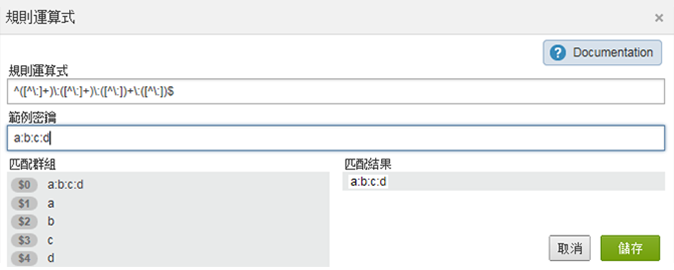 規則運算式 ×
? Documentation
規則運算式
^([^\:]+)\:([^\:]+)\:([^\:])+\:([^\:])$
範例密鑰
a:b:c:d
匹配群組 匹配結果
$0 a:b:c:d a:b:c:d
$1 a
$2 b
$3 c
$4 d
取消 儲存